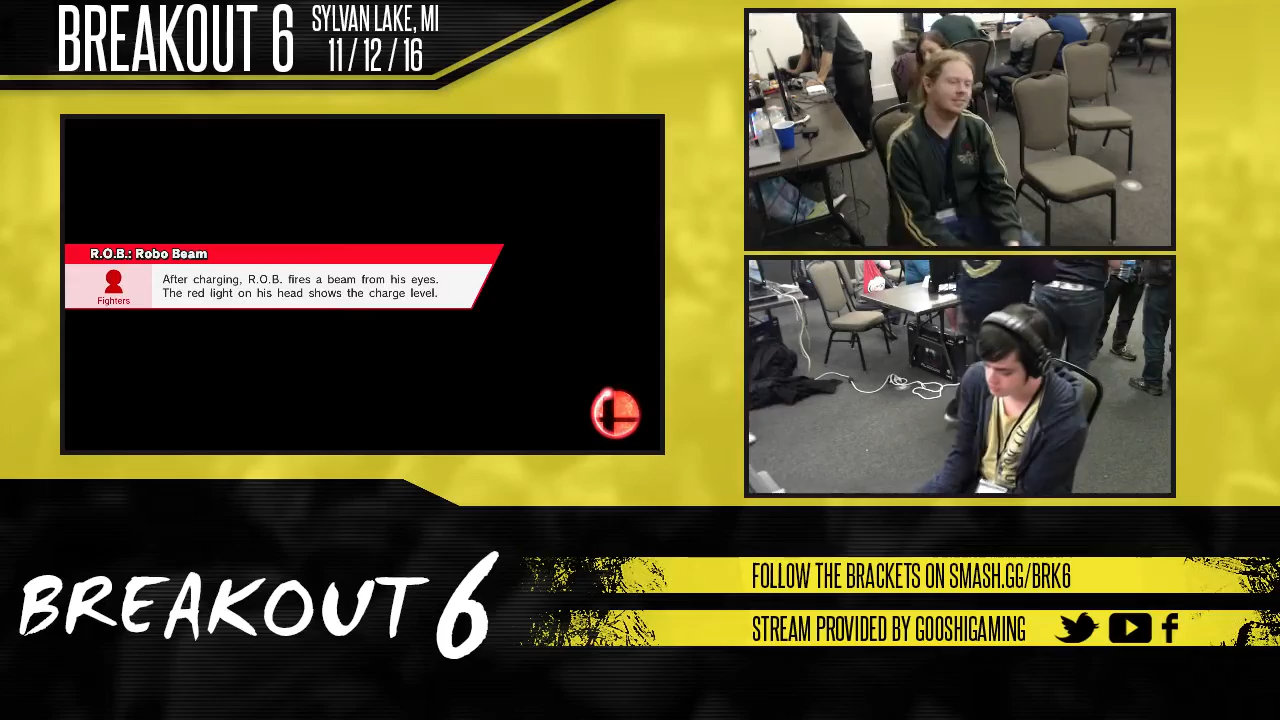 BREAKOUT 6
SYLVAN LAKE, MI
11 / 12 / 16
R.O.B.: Robo Beam
Fighters
After charging, R.O.B. fires a beam from his eyes.
The red light on his head shows the charge level.
BREAKOUT 6
FOLLOW THE BRACKETS ON SMASH.GG/BRK6
STREAM PROVIDED BY GOOSHIGAMING